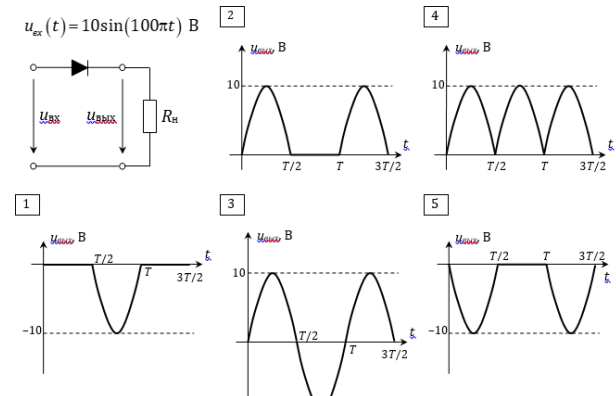 u_вх(t) = 10sin(100πt) В
u_вх
u_вых
R_н
2
u_вых, В
10
T/2
T
3T/2
t
4
u_вых, В
10
T/2
T
3T/2
t
1
u_вых, В
T/2
t
T
3T/2
−10
3
u_вых, В
10
T/2
T
3T/2
t
5
u_вых, В
T/2
T
3T/2
t
−10